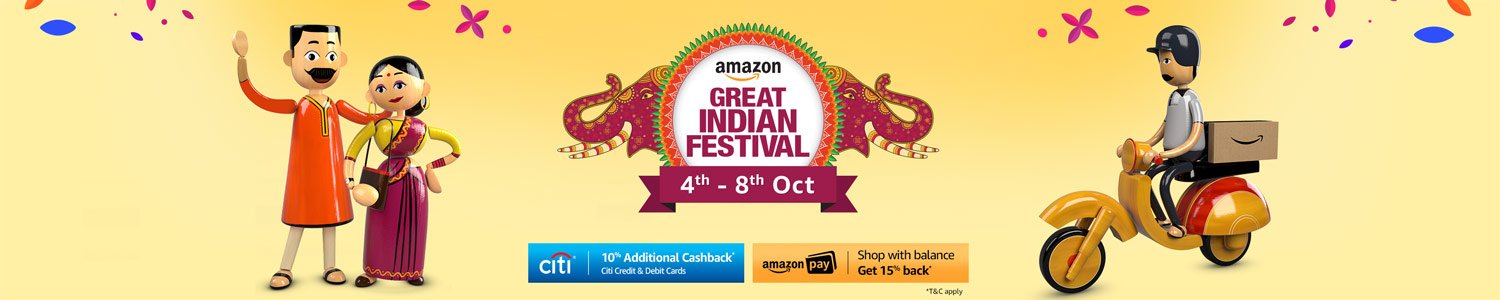 amazon
GREAT
INDIAN
FESTIVAL
4th - 8th Oct
citi® 10% Additional Cashback*
Citi Credit & Debit Cards
amazon pay Shop with balance
Get 15% back*
*T&C apply